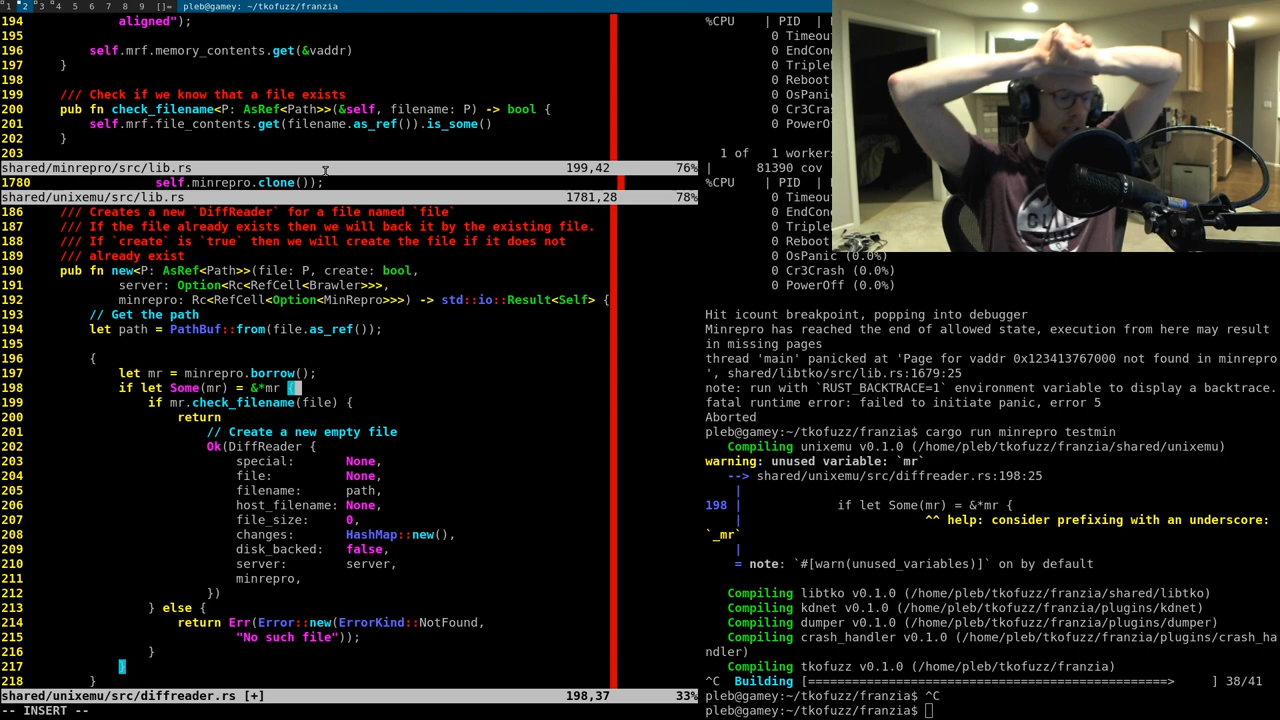 1 2 3 4 5 6 7 8 9 []= pleb@gamey: ~/tkofuzz/franzia
194 aligned");
195
196 self.mrf.memory_contents.get(&vaddr)
197 }
198
199 /// Check if we know that a file exists
200 pub fn check_filename<P: AsRef<Path>>(&self, filename: P) -> bool {
201 self.mrf.file_contents.get(filename.as_ref()).is_some()
202 }
203
shared/minrepro/src/lib.rs 199,42 76%
1780 self.minrepro.clone());
shared/unixemu/src/lib.rs 1781,28 78%
186 /// Creates a new `DiffReader` for a file named `file`
187 /// If the file already exists then we will back it by the existing file.
188 /// If `create` is `true` then we will create the file if it does not
189 /// already exist
190 pub fn new<P: AsRef<Path>>(file: P, create: bool,
191 server: Option<Rc<RefCell<Brawler>>>,
192 minrepro: Rc<RefCell<Option<MinRepro>>>) -> std::io::Result<Self> {
193 // Get the path
194 let path = PathBuf::from(file.as_ref());
195
196 {
197 let mr = minrepro.borrow();
198 if let Some(mr) = &*mr {
199 if mr.check_filename(file) {
200 return
201 // Create a new empty file
202 Ok(DiffReader {
203 special: None,
204 file: None,
205 filename: path,
206 host_filename: None,
207 file_size: 0,
208 changes: HashMap::new(),
209 disk_backed: false,
210 server: server,
211 minrepro,
212 })
213 } else {
214 return Err(Error::new(ErrorKind::NotFound,
215 "No such file"));
216 }
217 }
218 }
shared/unixemu/src/diffreader.rs [+] 198,37 33%
-- INSERT --
%CPU | PID |
0 Timeou
0 EndCon
0 Triple
0 Reboot
0 OsPanic
0 Cr3Cras
0 PowerO
1 of 1 workers
| 81390 cov
%CPU | PID |
0 Timeou
0 EndCon
0 Triple
0 Reboot
0 OsPanic (0.0%)
0 Cr3Crash (0.0%)
0 PowerOff (0.0%)
Hit icount breakpoint, popping into debugger
Minrepro has reached the end of allowed state, execution from here may result
in missing pages
thread 'main' panicked at 'Page for vaddr 0x123413767000 not found in minrepro
', shared/libtko/src/lib.rs:1679:25
note: run with `RUST_BACKTRACE=1` environment variable to display a backtrace.
fatal runtime error: failed to initiate panic, error 5
Aborted
pleb@gamey:~/tkofuzz/franzia$ cargo run minrepro testmin
Compiling unixemu v0.1.0 (/home/pleb/tkofuzz/franzia/shared/unixemu)
warning: unused variable: `mr`
--> shared/unixemu/src/diffreader.rs:198:25
|
198 | if let Some(mr) = &*mr {
| ^^ help: consider prefixing with an underscore:
`_mr`
|
= note: `#[warn(unused_variables)]` on by default
Compiling libtko v0.1.0 (/home/pleb/tkofuzz/franzia/shared/libtko)
Compiling kdnet v0.1.0 (/home/pleb/tkofuzz/franzia/plugins/kdnet)
Compiling dumper v0.1.0 (/home/pleb/tkofuzz/franzia/plugins/dumper)
Compiling crash_handler v0.1.0 (/home/pleb/tkofuzz/franzia/plugins/crash_ha
ndler)
Compiling tkofuzz v0.1.0 (/home/pleb/tkofuzz/franzia)
^C Building [==================================================> ] 38/41
pleb@gamey:~/tkofuzz/franzia$ ^C
pleb@gamey:~/tkofuzz/franzia$